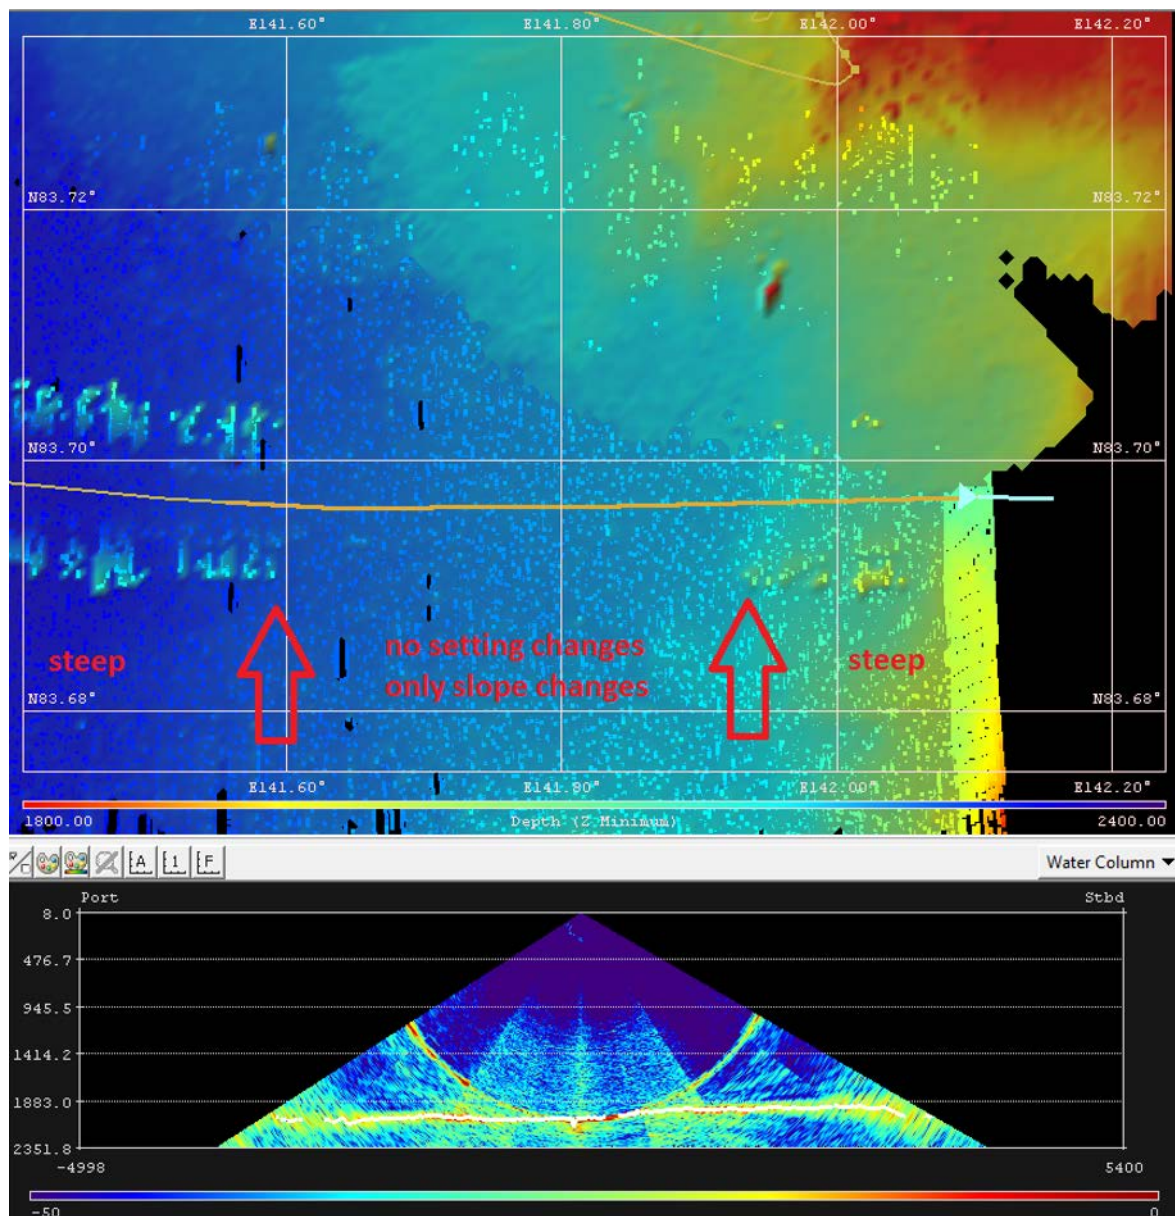 E141.60° E141.80° E142.00° E142.20°
N83.72° N83.72°
N83.70° N83.70°
steep
no setting changes
only slope changes
steep
N83.68° N83.68°
E141.60° E141.80° E142.00° E142.20°
1800.00 Depth (Z Minimum) 2400.00
A 1 F Water Column
Port Stbd
8.0
476.7
945.5
1414.2
1883.0
2351.8
-4998 5400
-50 0